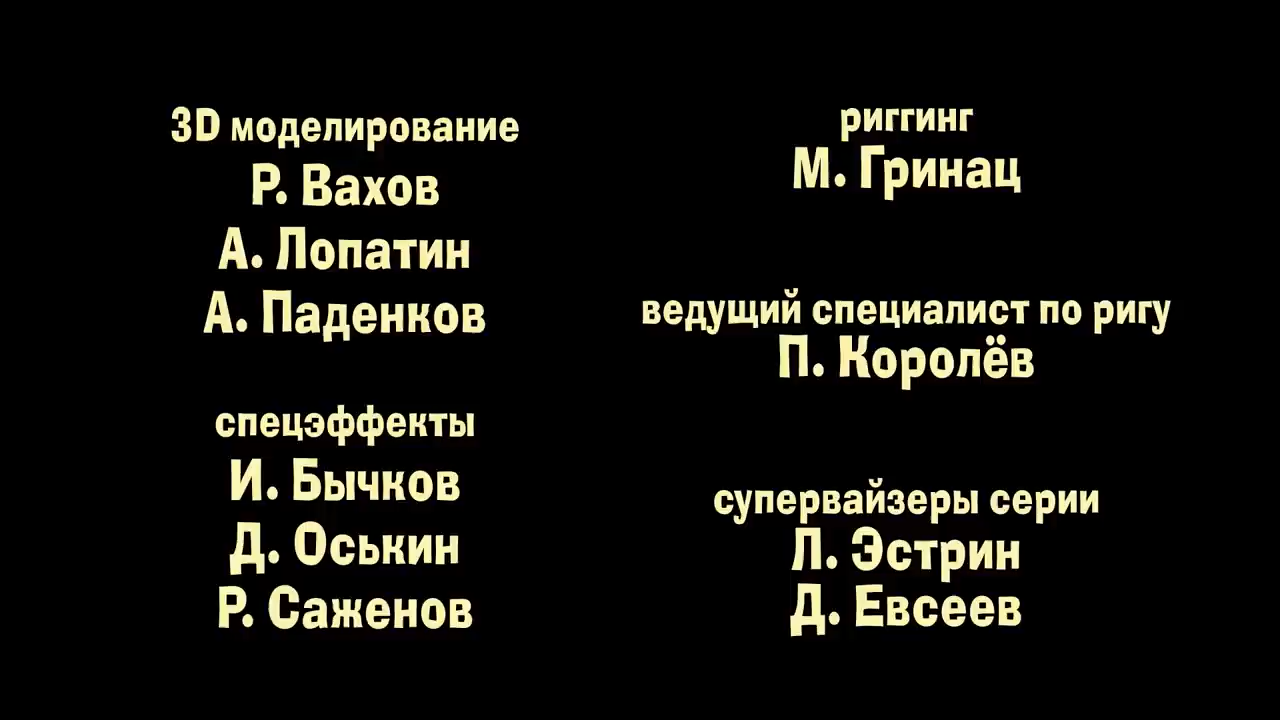 3D моделирование
Р. Вахов
А. Лопатин
А. Паденков
спецэффекты
И. Бычков
Д. Оськин
Р. Саженов
риггинг
М. Гринац
ведущий специалист по ригу
П. Королёв
супервайзеры серии
Л. Эстрин
Д. Евсеев